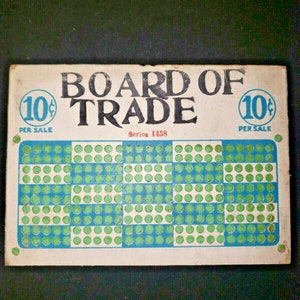 BOARD OF
TRADE
10¢
PER SALE
10¢
PER SALE
Series 1458